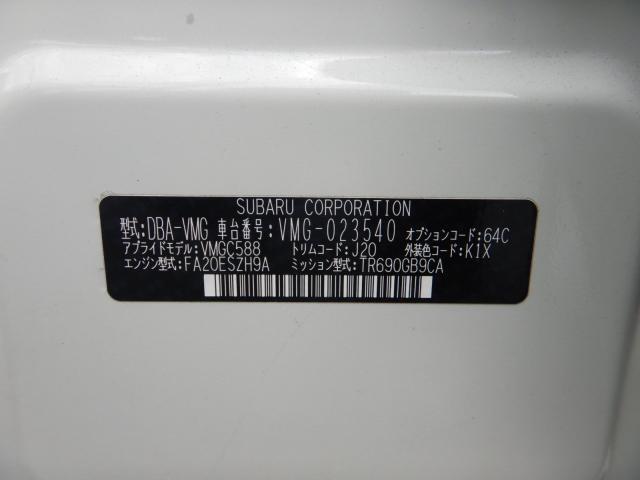 SUBARU CORPORATION
型式:DBA-VMG 車台番号:VMG-023540 オプションコード:64C
アプライドモデル:VMGC588 トリムコード:J20 外装色コード:K1X
エンジン型式:FA20ESZH9A ミッション型式:TR690GB9CA